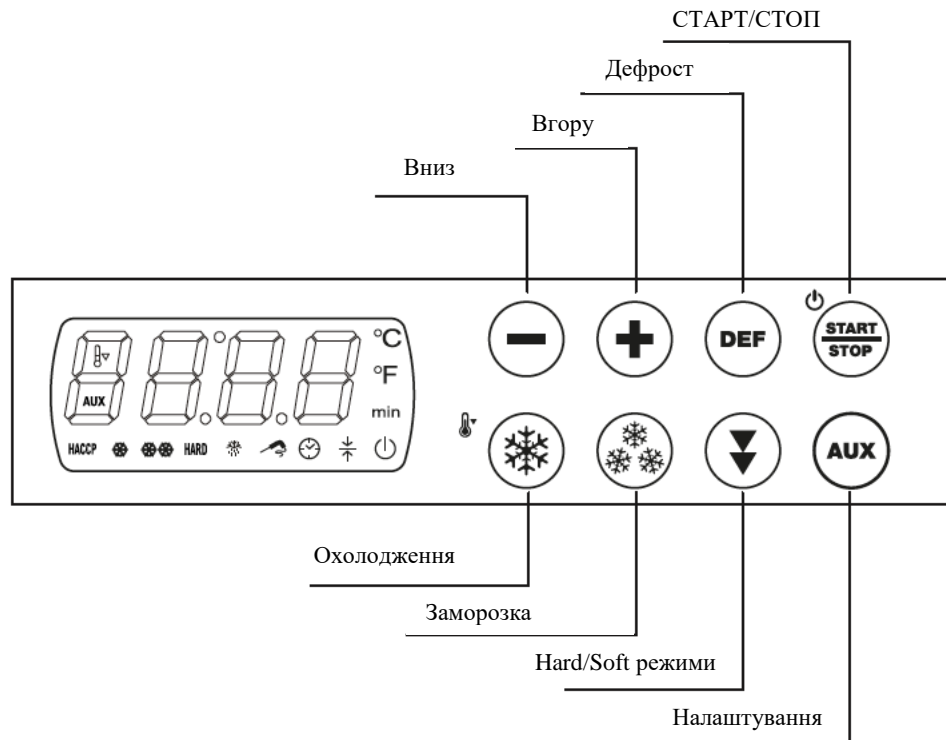 СТАРТ/СТОП
Дефрост
Вгору
Вниз
°C
°F
min
AUX
HACCP
HARD
DEF
START
STOP
AUX
Охолодження
Заморозка
Hard/Soft режими
Налаштування